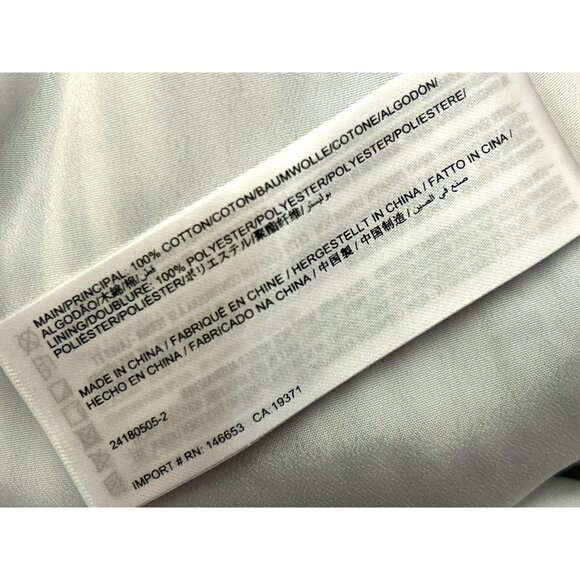 MAIN/PRINCIPAL: 100% COTTON/COTON/BAUMWOLLE/COTONE/ALGODÓN/
ALGODÃO/木綿/棉/قطن/
LINING/DOUBLURE: 100% POLYESTER/POLYESTER/POLYESTER/POLIESTERE/
POLIÉSTER/POLIÉSTER/ポリエステル/聚酯纤维/بوليستر/
MADE IN CHINA / FABRIQUÉ EN CHINE / HERGESTELLT IN CHINA / FATTO IN CINA /
HECHO EN CHINA / FABRICADO NA CHINA / 中国製 / 中国制造 / صنع في الصين
24180505-2
IMPORT # RN: 146653 CA 19371